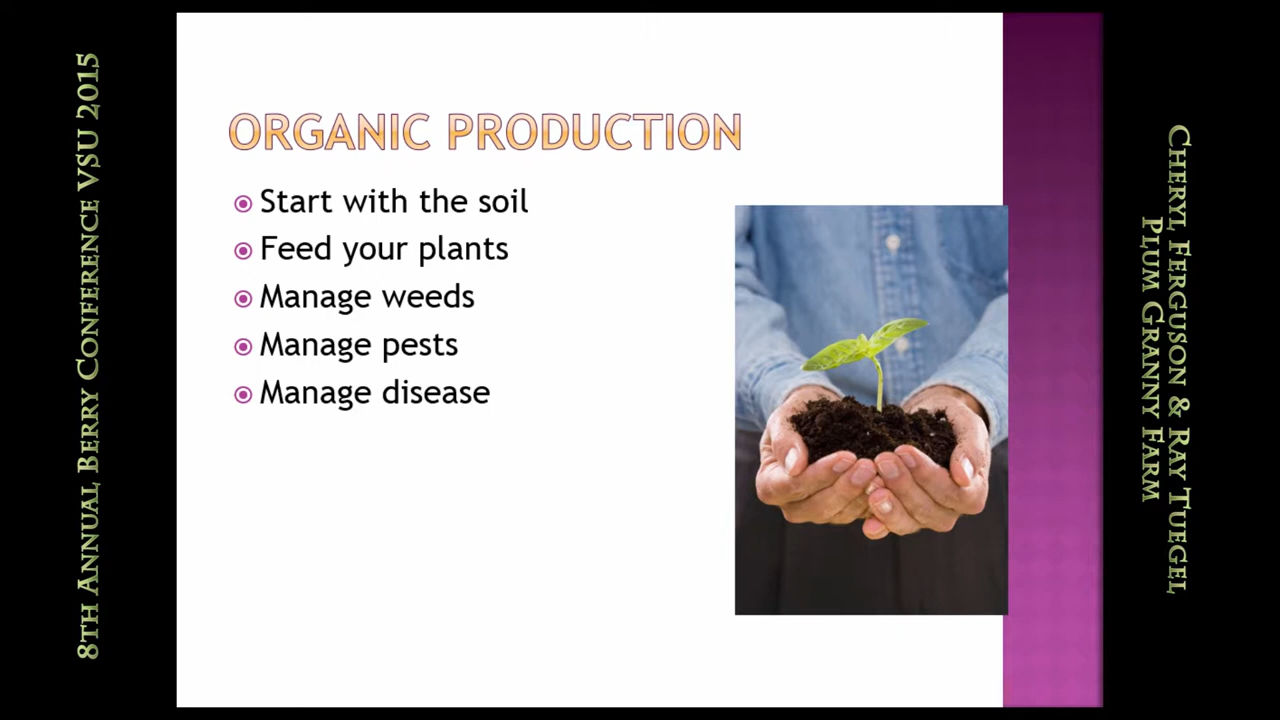 8th Annual Berry Conference VSU 2015
ORGANIC PRODUCTION
Start with the soil
Feed your plants
Manage weeds
Manage pests
Manage disease
Cheryl Ferguson & Ray Tuegel
Plum Granny Farm